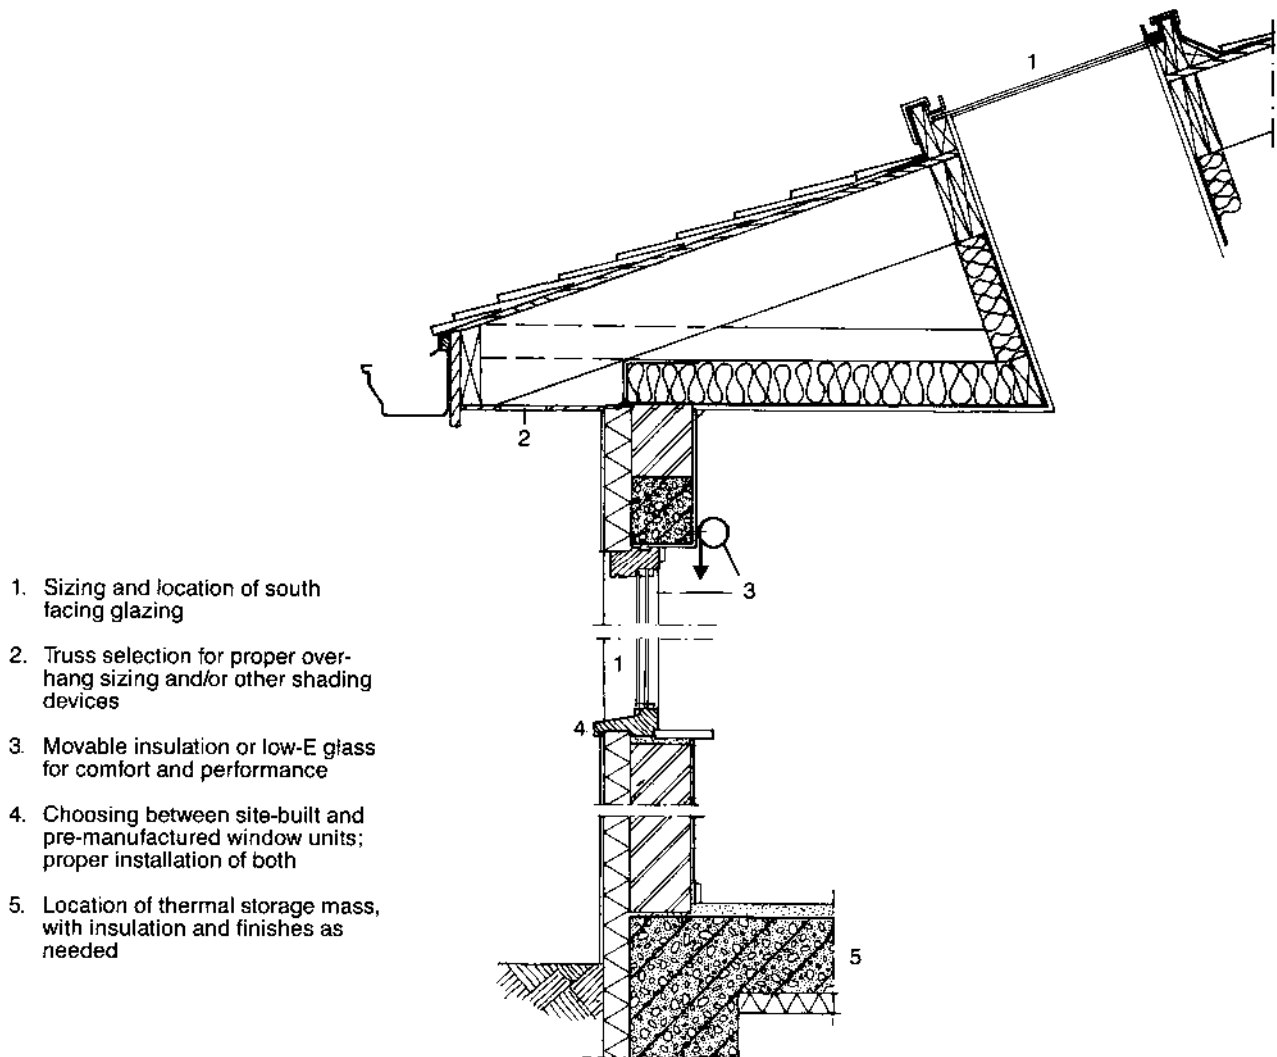 1
2
3
1
4
5
1. Sizing and location of south
facing glazing
2. Truss selection for proper over-
hang sizing and/or other shading
devices
3. Movable insulation or low-E glass
for comfort and performance
4. Choosing between site-built and
pre-manufactured window units;
proper installation of both
5. Location of thermal storage mass,
with insulation and finishes as
needed